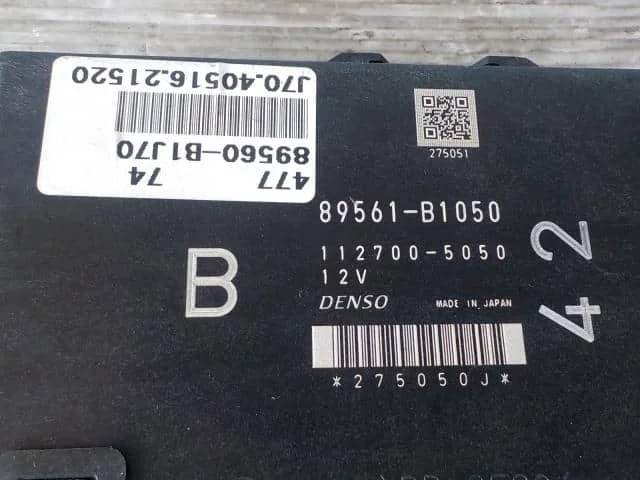 477 74
89560-B1J70
J70.40516.21520
275051
89561-B1050
112700-5050
12V
DENSO MADE IN JAPAN
*275050J*
B
42